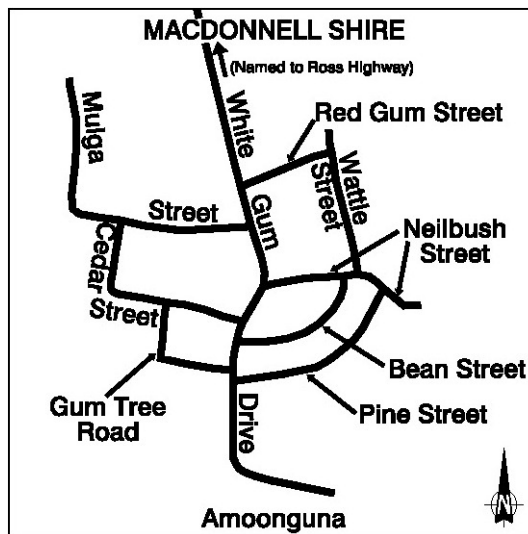 MACDONNELL SHIRE
(Named to Ross Highway)
Mulga
White
Red Gum Street
Wattle
Street
Gum
Street
Cedar
Neilbush
Street
Street
Bean Street
Gum Tree
Road
Drive
Pine Street
Amoonguna
N